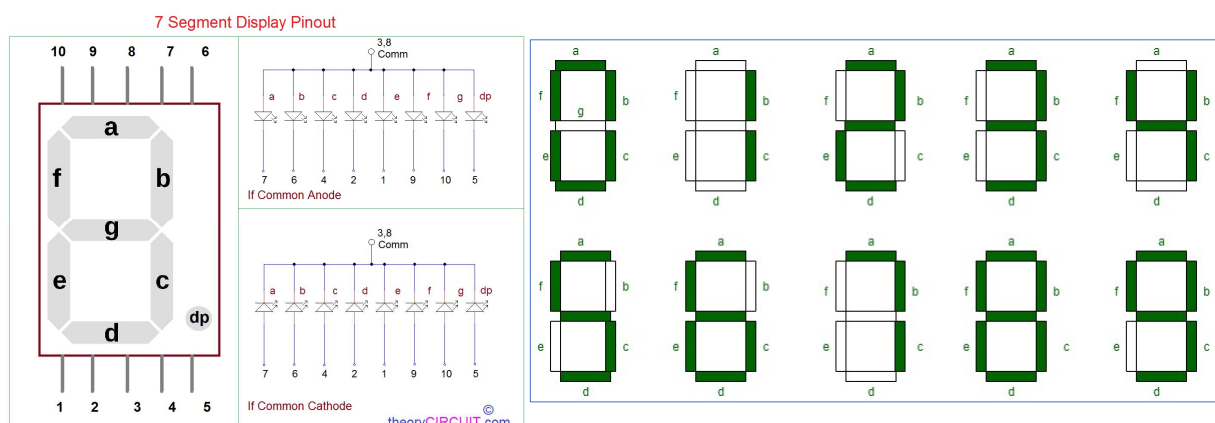 7 Segment Display Pinout
10 9 8 7 6
a
f b
g
e c
d
dp
1 2 3 4 5
3,8
Comm
a b c d e f g dp
7 6 4 2 1 9 10 5
If Common Anode
3,8
Comm
a b c d e f g dp
7 6 4 2 1 9 10 5
If Common Cathode
©
theoryCIRCUIT.com
a a a a a
f b f b f b f b f b
g
e c e c e c e c e c
d d d d d
a a a a a
f b f b f b f b f b
e c e c e c e c e c
d d d d d